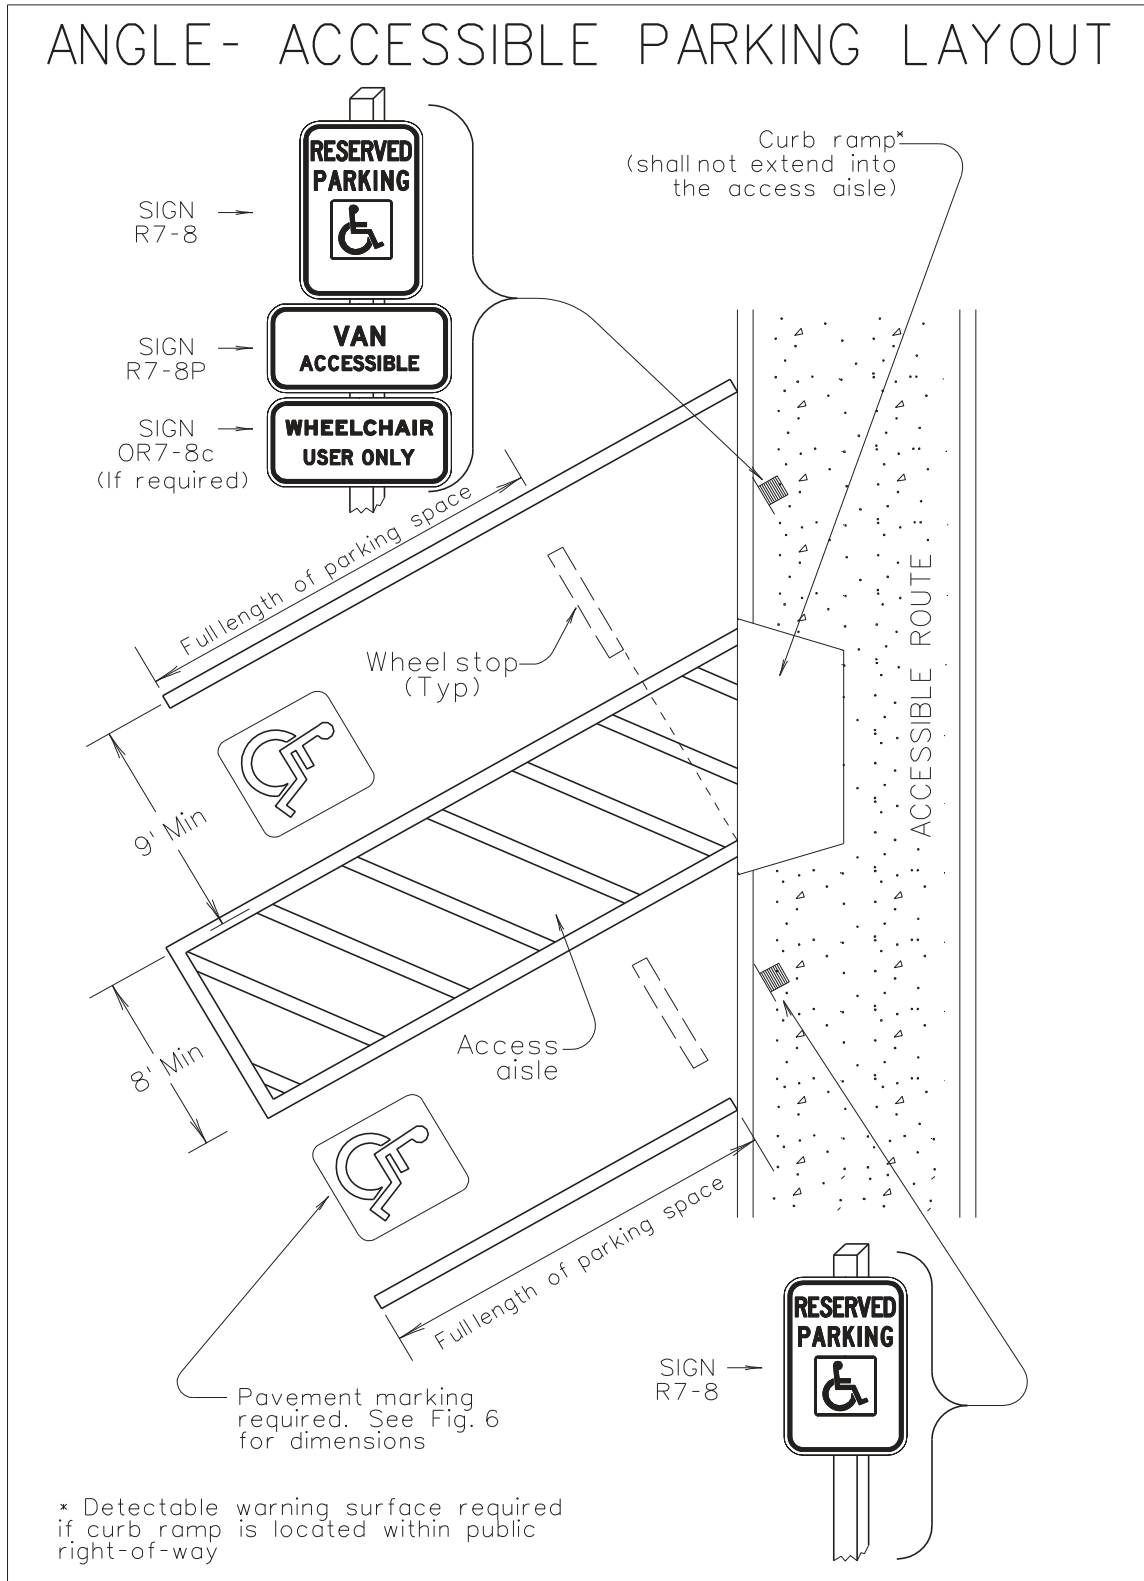 ANGLE- ACCESSIBLE PARKING LAYOUT
RESERVED
PARKING
SIGN
R7-8
VAN
ACCESSIBLE
SIGN
R7-8P
WHEELCHAIR
USER ONLY
SIGN
OR7-8c
(If required)
Curb ramp*
(shall not extend into
the access aisle)
Full length of parking space
Wheel stop
(Typ)
ACCESSIBLE ROUTE
9' Min
8' Min
Access
aisle
Full length of parking space
Pavement marking
required. See Fig. 6
for dimensions
RESERVED
PARKING
SIGN
R7-8
* Detectable warning surface required
if curb ramp is located within public
right-of-way